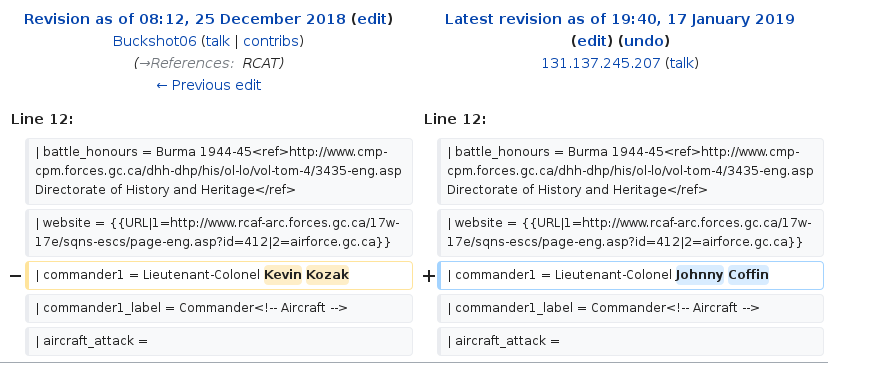 Revision as of 08:12, 25 December 2018 (edit)
Buckshot06 (talk | contribs)
(→References: RCAT)
← Previous edit
Latest revision as of 19:40, 17 January 2019
(edit) (undo)
131.137.245.207 (talk)
Line 12:
Line 12:
| battle_honours = Burma 1944-45<ref>http://www.cmp-
cpm.forces.gc.ca/dhh-dhp/his/ol-lo/vol-tom-4/3435-eng.asp
Directorate of History and Heritage</ref>
| battle_honours = Burma 1944-45<ref>http://www.cmp-
cpm.forces.gc.ca/dhh-dhp/his/ol-lo/vol-tom-4/3435-eng.asp
Directorate of History and Heritage</ref>
| website = {{URL|1=http://www.rcaf-arc.forces.gc.ca/17w-
17e/sqns-escs/page-eng.asp?id=412|2=airforce.gc.ca}}
| website = {{URL|1=http://www.rcaf-arc.forces.gc.ca/17w-
17e/sqns-escs/page-eng.asp?id=412|2=airforce.gc.ca}}
− | commander1 = Lieutenant-Colonel Kevin Kozak
+ | commander1 = Lieutenant-Colonel Johnny Coffin
| commander1_label = Commander<!-- Aircraft -->
| commander1_label = Commander<!-- Aircraft -->
| aircraft_attack =
| aircraft_attack =